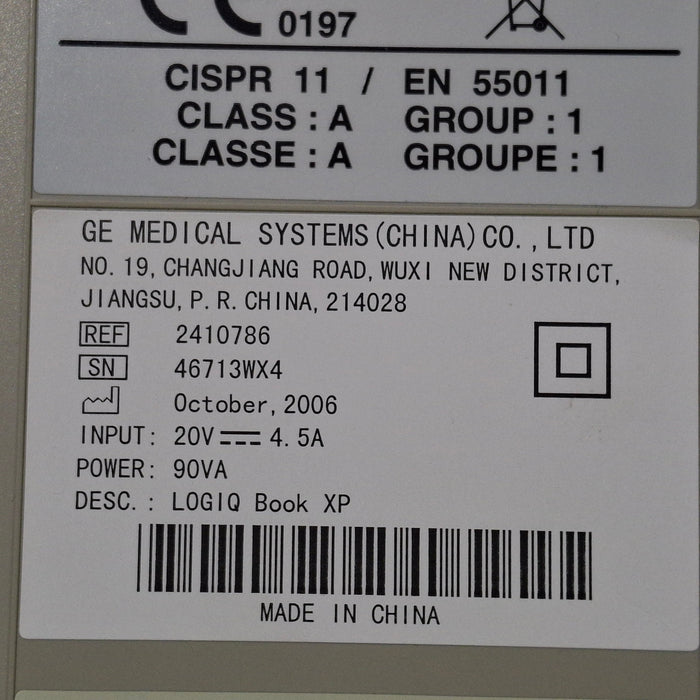 CE 0197
CISPR 11 / EN 55011
CLASS : A GROUP : 1
CLASSE : A GROUPE : 1
GE MEDICAL SYSTEMS(CHINA)CO.,LTD
NO.19,CHANGJIANG ROAD,WUXI NEW DISTRICT,
JIANGSU,P.R.CHINA,214028
REF 2410786
SN 46713WX4
October,2006
INPUT: 20V 4.5A
POWER: 90VA
DESC.: LOGIQ Book XP
MADE IN CHINA